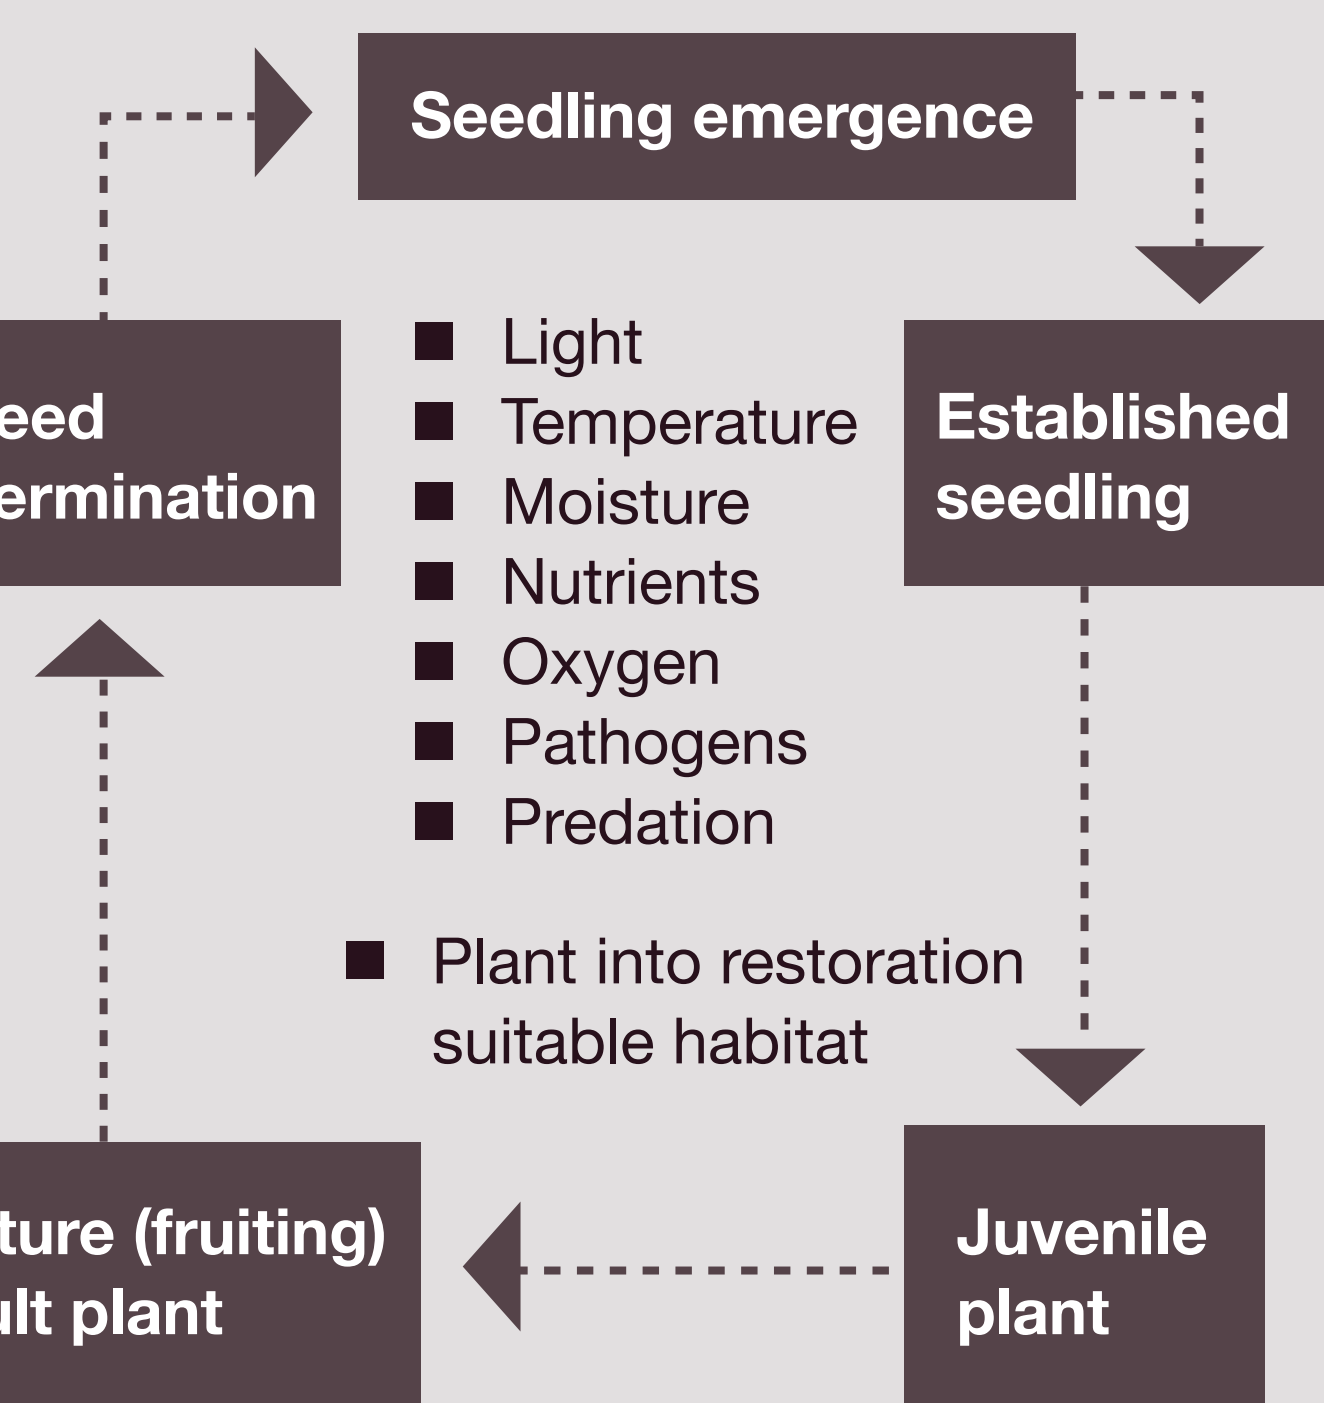 Seedling emergence
eed
ermination
Light
Temperature
Moisture
Nutrients
Oxygen
Pathogens
Predation
Established
seedling
Plant into restoration
suitable habitat
ture (fruiting)
ult plant
Juvenile
plant